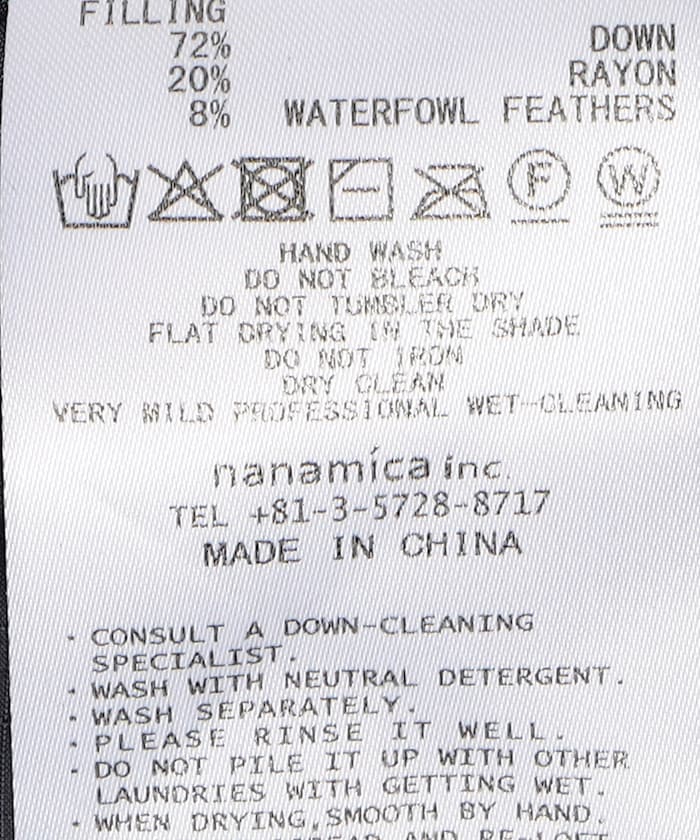 FILLING
72% DOWN
20% RAYON
8% WATERFOWL FEATHERS
F W
HAND WASH
DO NOT BLEACH
DO NOT TUMBLER DRY
FLAT DRYING IN THE SHADE
DO NOT IRON
DRY CLEAN
VERY MILD PROFESSIONAL WET-CLEANING
nanamica inc.
TEL +81-3-5728-8717
MADE IN CHINA
・CONSULT A DOWN-CLEANING
SPECIALIST.
・WASH WITH NEUTRAL DETERGENT.
・WASH SEPARATELY.
・PLEASE RINSE IT WELL.
・DO NOT PILE IT UP WITH OTHER
LAUNDRIES WITH GETTING WET.
・WHEN DRYING,SMOOTH BY HAND.
AND